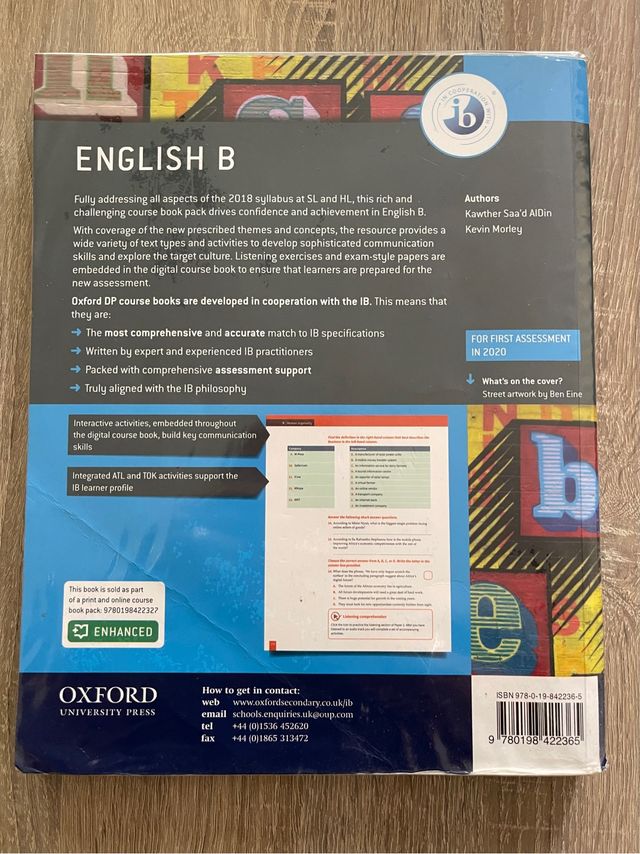 IN COOPERATION WITH
ib
ENGLISH B
Fully addressing all aspects of the 2018 syllabus at SL and HL, this rich and
challenging course book pack drives confidence and achievement in English B.
With coverage of the new prescribed themes and concepts, the resource provides a
wide variety of text types and activities to develop sophisticated communication
skills and explore the target culture. Listening exercises and exam-style papers are
embedded in the digital course book to ensure that learners are prepared for the
new assessment.
Oxford DP course books are developed in cooperation with the IB. This means that
they are:
→ The most comprehensive and accurate match to IB specifications
→ Written by expert and experienced IB practitioners
→ Packed with comprehensive assessment support
→ Truly aligned with the IB philosophy
Authors
Kawther Saa'd AlDin
Kevin Morley
FOR FIRST ASSESSMENT
IN 2020
What's on the cover?
Street artwork by Ben Eine
Interactive activities, embedded throughout
the digital course book, build key communication
skills
Integrated ATL and TOK activities support the
IB learner profile
Listening comprehension
b
e
This book is sold as part
of a print and online course
book pack: 9780198422327
ENHANCED
OXFORD
UNIVERSITY PRESS
How to get in contact:
web www.oxfordsecondary.co.uk/ib
email schools.enquiries.uk@oup.com
tel +44 (0)1536 452620
fax +44 (0)1865 313472
ISBN 978-0-19-842236-5
9 780198 422365